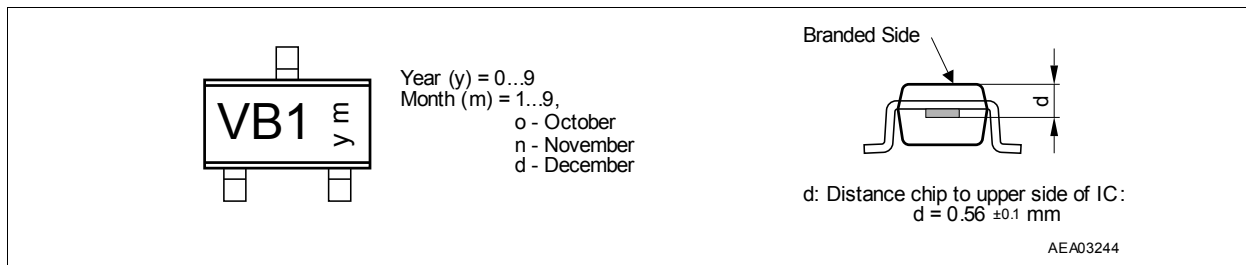 VB1
y m
Year (y) = 0...9
Month (m) = 1...9,
o - October
n - November
d - December
Branded Side
d
d: Distance chip to upper side of IC:
d = 0.56 ±0.1 mm
AEA03244